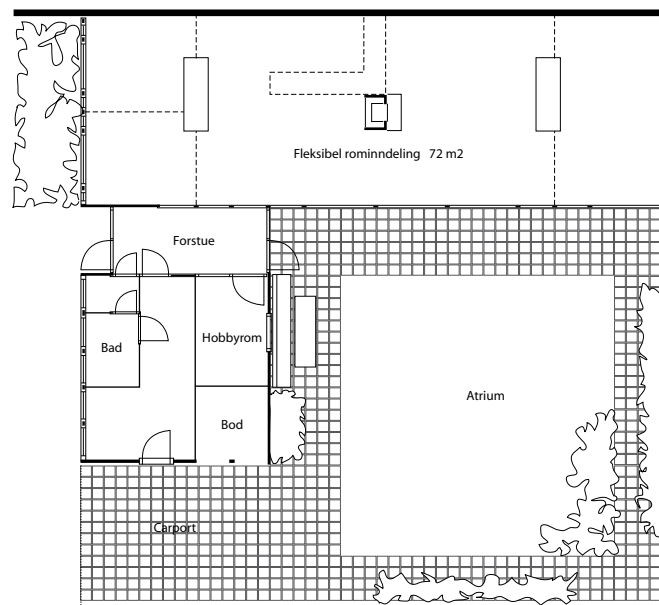 Fleksibel rominndeling 72 m2
Forstue
Bad
Hobbyrom
Atrium
Bod
Carport